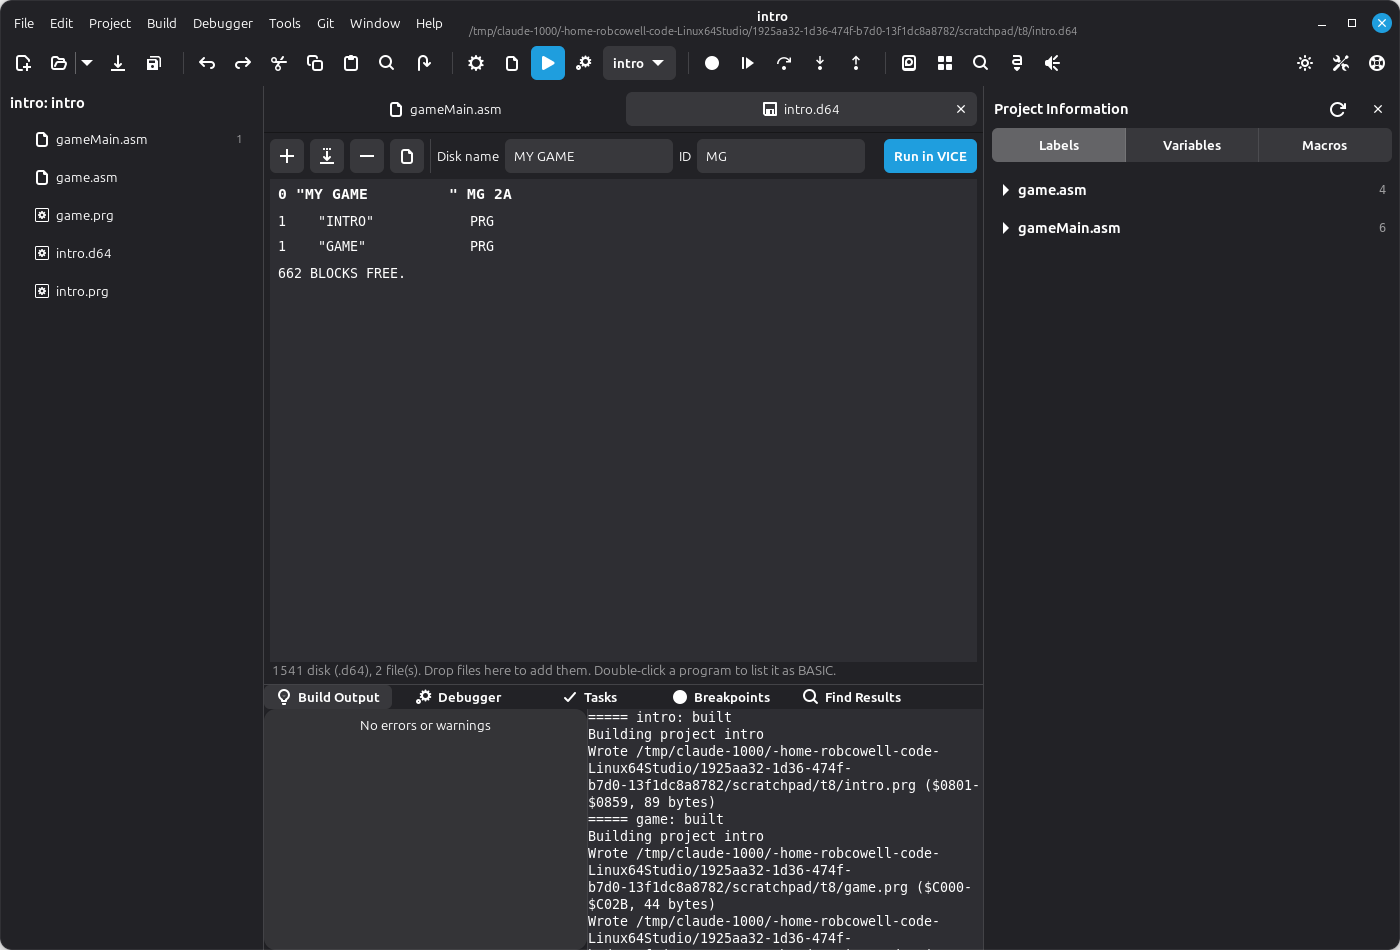 intro
File Edit Project Build Debugger Tools Git Window Help
/tmp/claude-1000/-home-robcowell-code-Linux64Studio/1925aa32-1d36-474f-b7d0-13f1dc8a8782/scratchpad/t8/intro.d64
intro
intro: intro
gameMain.asm 1
game.asm
game.prg
intro.d64
intro.prg
gameMain.asm
intro.d64
Disk name MY GAME ID MG Run in VICE
0 "MY GAME         " MG 2A
1    "INTRO"            PRG
1    "GAME"             PRG
662 BLOCKS FREE.
1541 disk (.d64), 2 file(s). Drop files here to add them. Double-click a program to list it as BASIC.
Project Information
Labels Variables Macros
game.asm 4
gameMain.asm 6
Build Output Debugger Tasks Breakpoints Find Results
No errors or warnings
===== intro: built
Building project intro
Wrote /tmp/claude-1000/-home-robcowell-code-
Linux64Studio/1925aa32-1d36-474f-
b7d0-13f1dc8a8782/scratchpad/t8/intro.prg ($0801-
$0859, 89 bytes)
===== game: built
Building project intro
Wrote /tmp/claude-1000/-home-robcowell-code-
Linux64Studio/1925aa32-1d36-474f-
b7d0-13f1dc8a8782/scratchpad/t8/game.prg ($C000-
$C02B, 44 bytes)
Wrote /tmp/claude-1000/-home-robcowell-code-
Linux64Studio/1925aa32-1d36-474f-